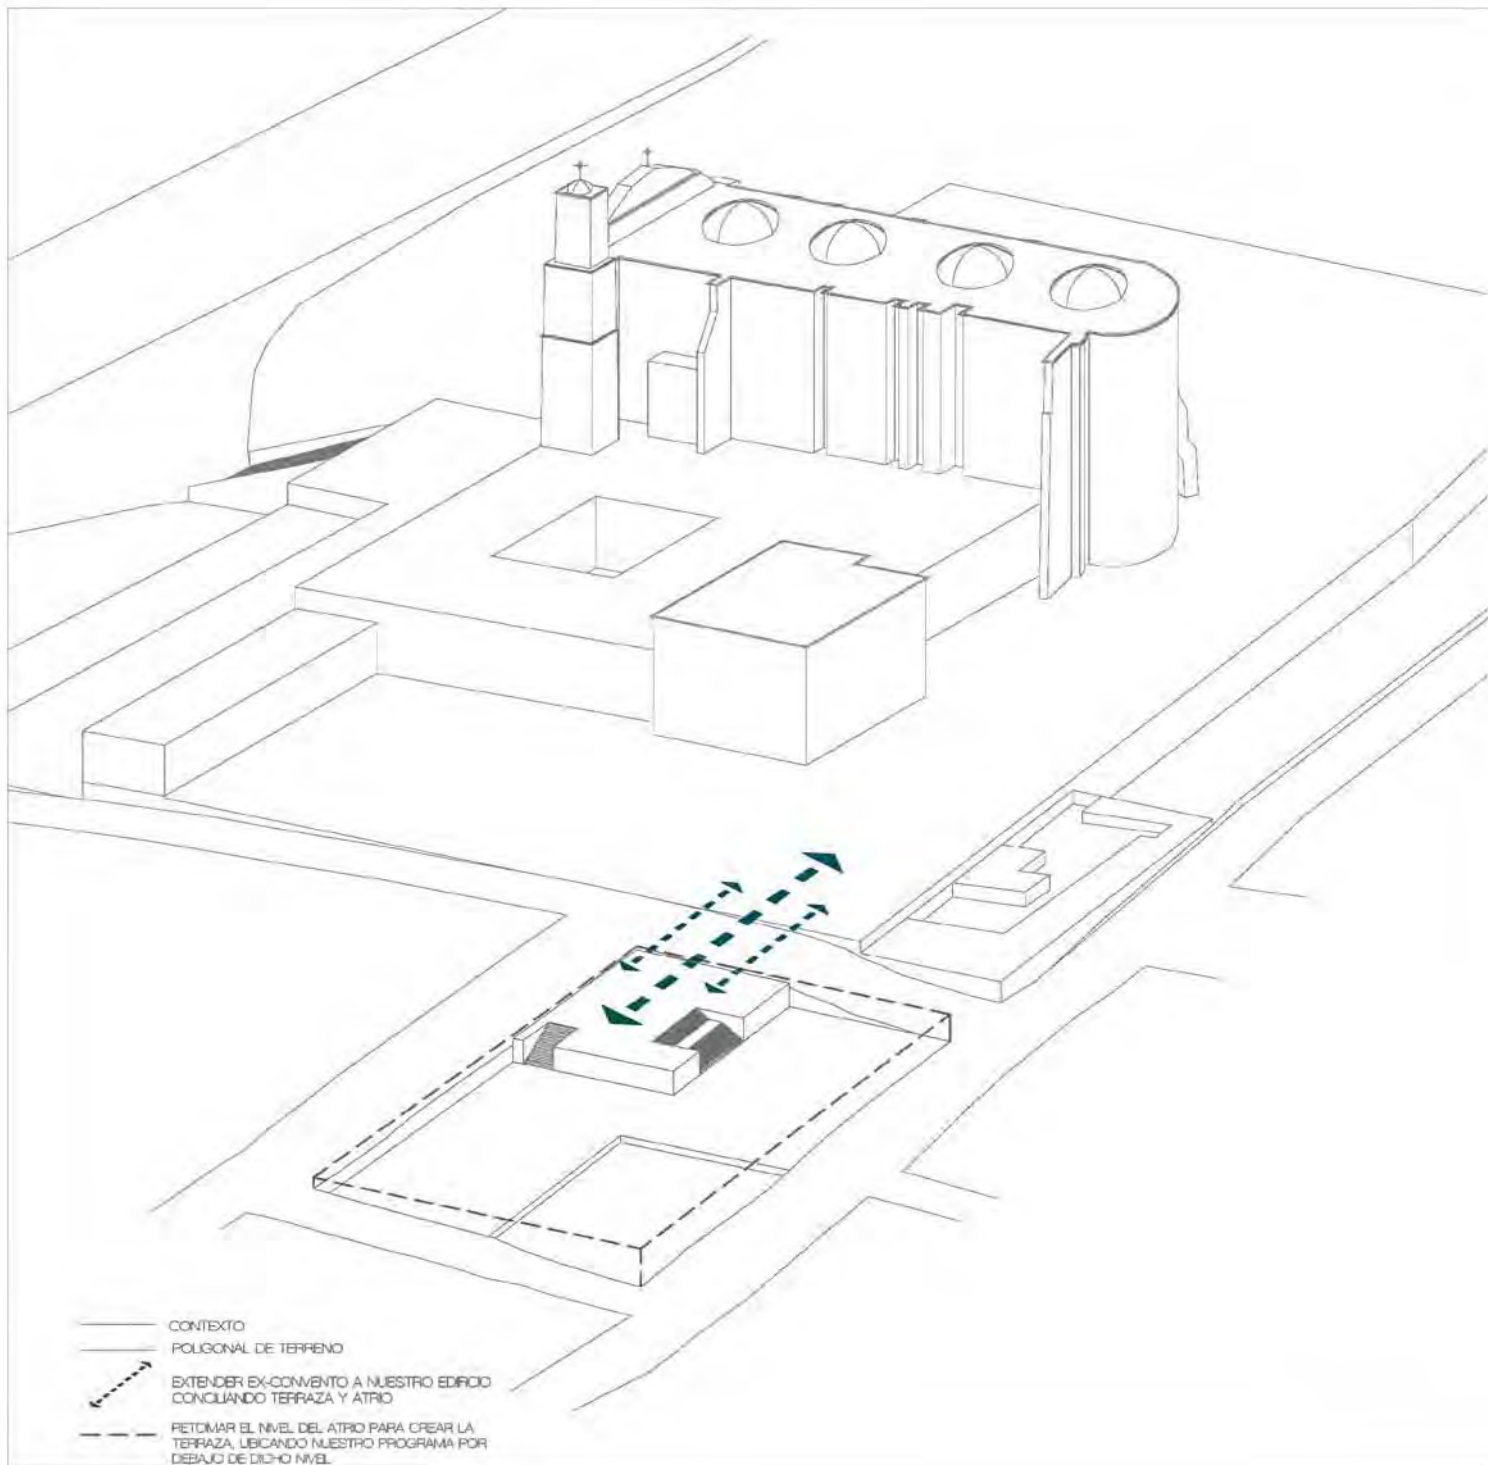 CONTEXTO
POLIGONAL DE TERRENO
EXTENDER EX-CONVENTO A NUESTRO EDIFICIO
CONCILIANDO TERRAZA Y ATRIO
RETOMAR EL NIVEL DEL ATRIO PARA CREAR LA
TERRAZA, UBICANDO NUESTRO PROGRAMA POR
DEBAJO DE DICHO NIVEL